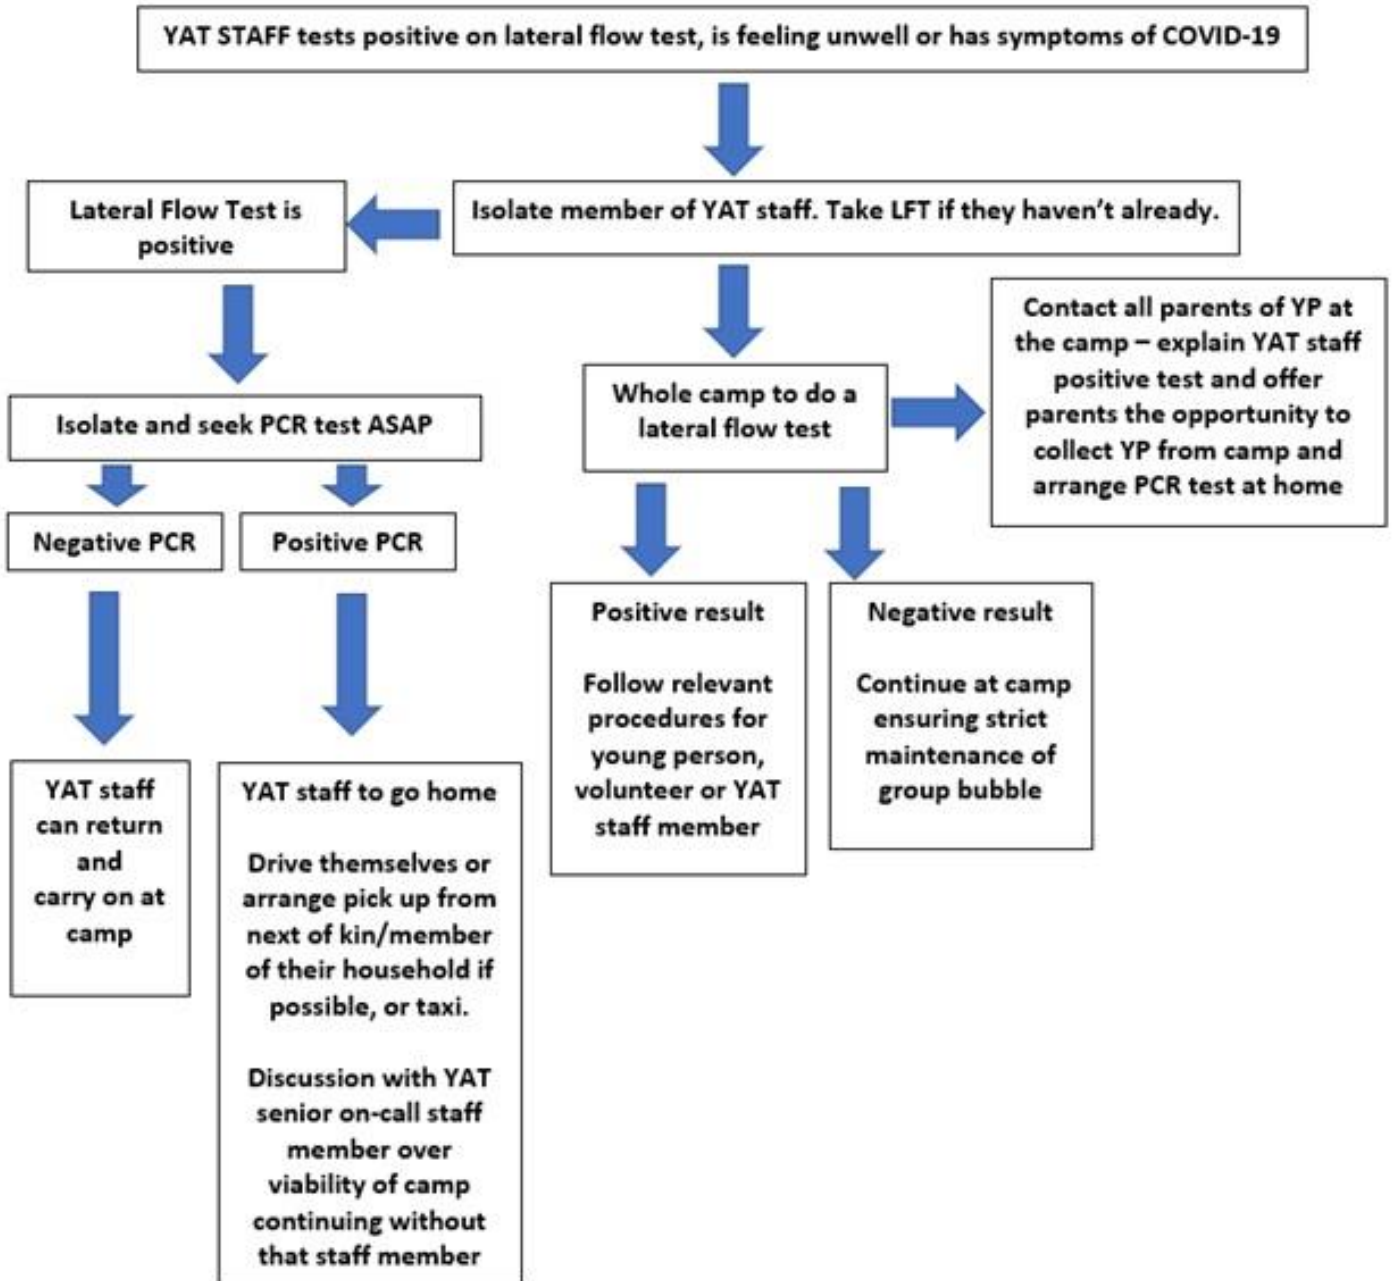 YAT STAFF tests positive on lateral flow test, is feeling unwell or has symptoms of COVID-19
Lateral Flow Test is
positive
Isolate member of YAT staff. Take LFT if they haven't already.
Contact all parents of YP at
the camp – explain YAT staff
positive test and offer
parents the opportunity to
collect YP from camp and
arrange PCR test at home
Whole camp to do a
lateral flow test
Isolate and seek PCR test ASAP
Negative PCR
Positive PCR
Positive result
Follow relevant
procedures for
young person,
volunteer or YAT
staff member
Negative result
Continue at camp
ensuring strict
maintenance of
group bubble
YAT staff
can return
and
carry on at
camp
YAT staff to go home
Drive themselves or
arrange pick up from
next of kin/member
of their household if
possible, or taxi.
Discussion with YAT
senior on-call staff
member over
viability of camp
continuing without
that staff member